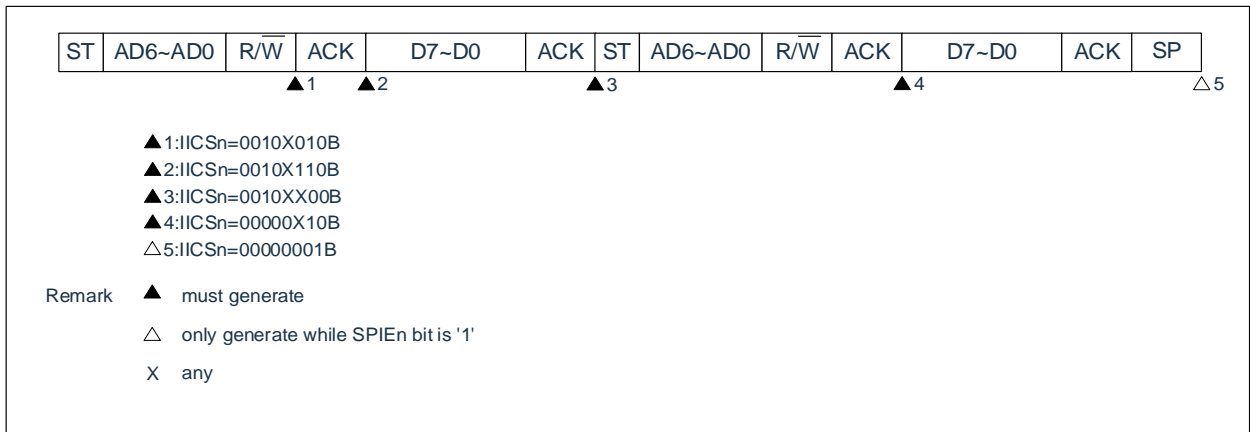 ST AD6~AD0 R/W ACK D7~D0 ACK ST AD6~AD0 R/W ACK D7~D0 ACK SP
▲1 ▲2 ▲3 ▲4 △5
▲1:IICSn=0010X010B
▲2:IICSn=0010X110B
▲3:IICSn=0010XX00B
▲4:IICSn=00000X10B
△5:IICSn=00000001B
Remark ▲ must generate
△ only generate while SPIEn bit is '1'
X any